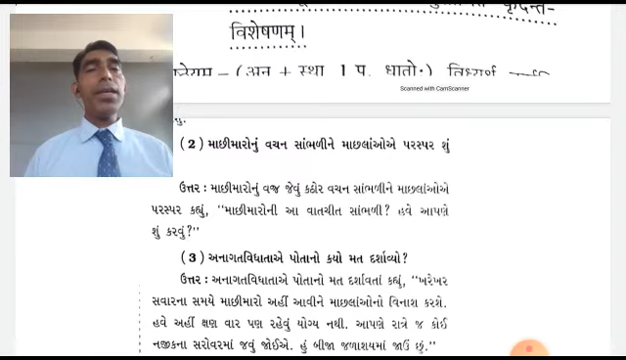 विशेषणम् ।
Scanned with CamScanner
(2) માછીમારોનું વચન સાંભળીને માછલાંઓએ પરસ્પર શું
ઉત્તર : માછીમારોનું વજ્ર જેવું કઠોર વચન સાંભળીને માછલાંઓએ
પરસ્પર કહ્યું, “માછીમારોની આ વાતચીત સાંભળી? હવે આપણે
શું કરવું?”
(3) અનાગતવિધાતાએ પોતાનો કયો મત દર્શાવ્યો?
ઉત્તર : અનાગતવિધાતાએ પોતાનો મત દર્શાવતાં કહ્યું, “ખરેખર
સવારના સમયે માછીમારો અહીં આવીને માછલાંઓનો વિનાશ કરશે.
હવે અહીં ક્ષણ વાર પણ રહેવું યોગ્ય નથી. આપણે રાત્રે જ કોઈ
નજીકના સરોવરમાં જવું જોઈએ. હું બીજા જળાશયમાં જાઉં છું.”